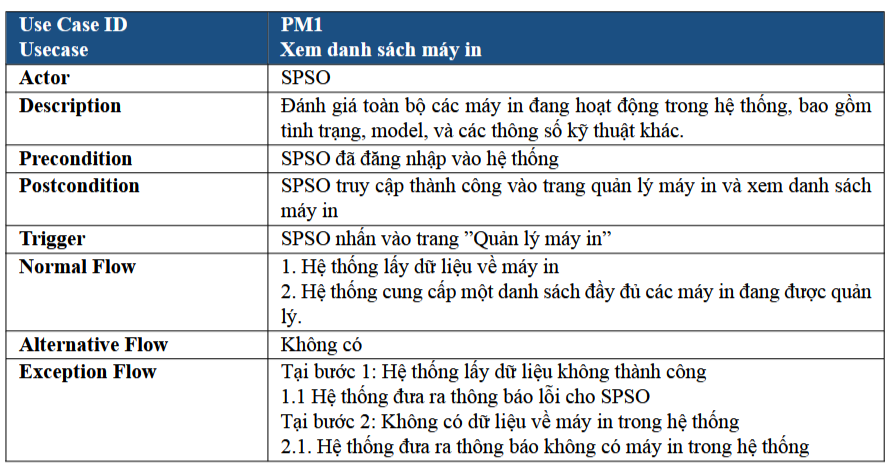 Use Case ID PM1
Usecase Xem danh sách máy in
Actor SPSO
Description Đánh giá toàn bộ các máy in đang hoạt động trong hệ thống, bao gồm
tình trạng, model, và các thông số kỹ thuật khác.
Precondition SPSO đã đăng nhập vào hệ thống
Postcondition SPSO truy cập thành công vào trang quản lý máy in và xem danh sách
máy in
Trigger SPSO nhấn vào trang ”Quản lý máy in”
Normal Flow 1. Hệ thống lấy dữ liệu về máy in
2. Hệ thống cung cấp một danh sách đầy đủ các máy in đang được quản
lý.
Alternative Flow Không có
Exception Flow Tại bước 1: Hệ thống lấy dữ liệu không thành công
1.1 Hệ thống đưa ra thông báo lỗi cho SPSO
Tại bước 2: Không có dữ liệu về máy in trong hệ thống
2.1. Hệ thống đưa ra thông báo không có máy in trong hệ thống